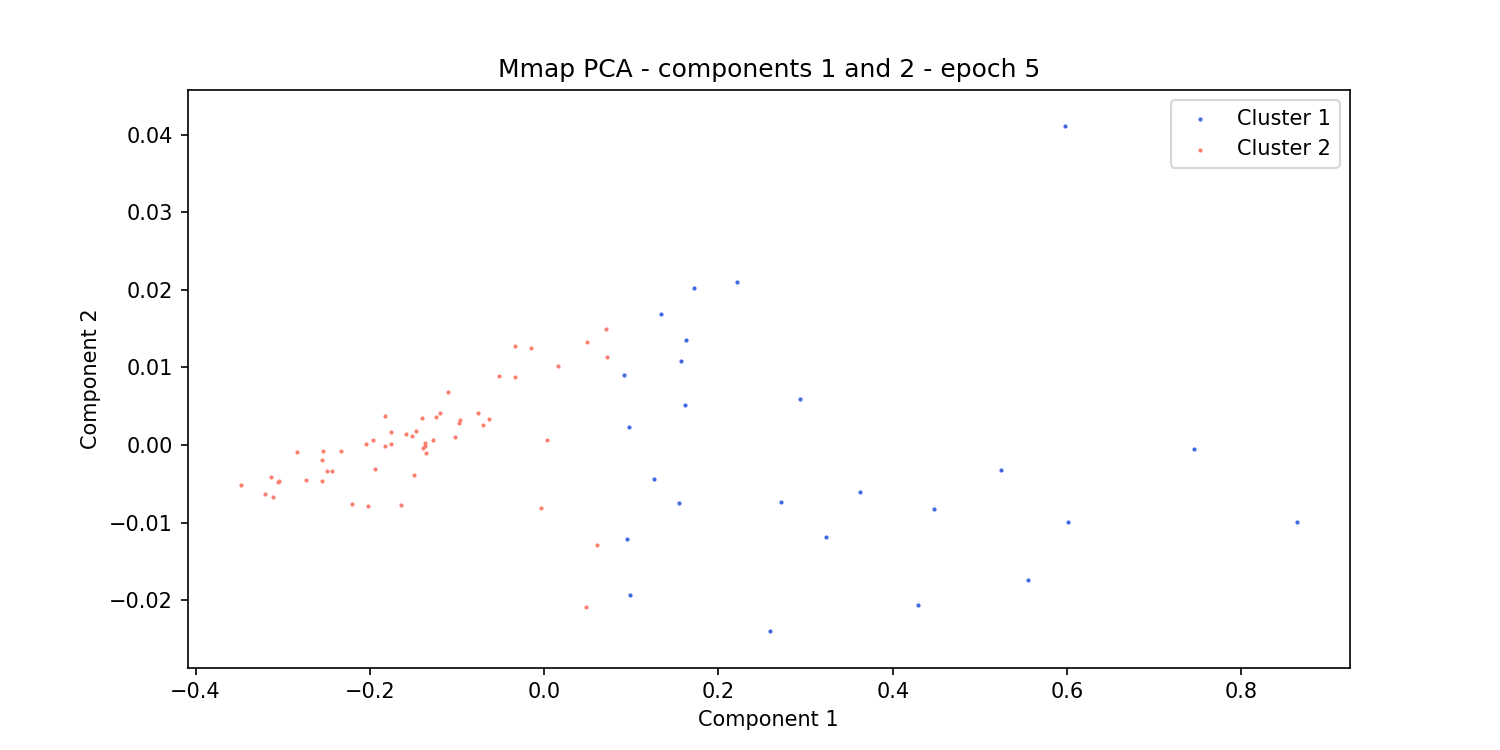 Mmap PCA - components 1 and 2 - epoch 5
Cluster 1
Cluster 2
0.04
0.03
0.02
0.01
0.00
−0.01
−0.02
Component 2
−0.4
−0.2
0.0
0.2
0.4
0.6
0.8
Component 1